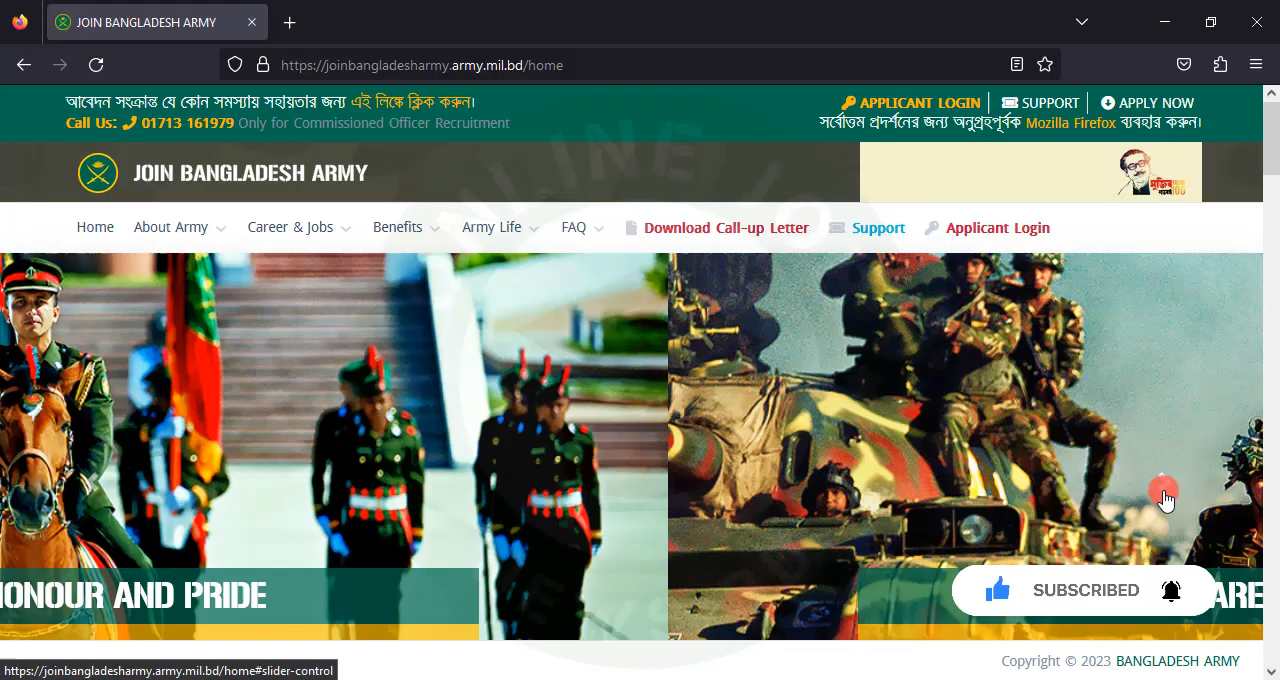 JOIN BANGLADESH ARMY
https://joinbangladesharmy.army.mil.bd/home
আবেদন সংক্রান্ত যে কোন সমস্যায় সহায়তার জন্য এই লিঙ্কে ক্লিক করুন।
APPLICANT LOGIN SUPPORT APPLY NOW
Call Us: 01713 161979 Only for Commissioned Officer Recruitment
সর্বোত্তম প্রদর্শনের জন্য অনুগ্রহপূর্বক Mozilla Firefox ব্যবহার করুন।
JOIN BANGLADESH ARMY
Home About Army Career & Jobs Benefits Army Life FAQ Download Call-up Letter Support Applicant Login
ONLINE
HONOUR AND PRIDE
SUBSCRIBED
ARE
Copyright © 2023 BANGLADESH ARMY
https://joinbangladesharmy.army.mil.bd/home#slider-control